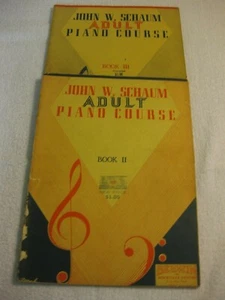 JOHN W. SCHAUM
ADULT
PIANO COURSE
BOOK III
JOHN W. SCHAUM
ADULT
PIANO COURSE
BOOK II